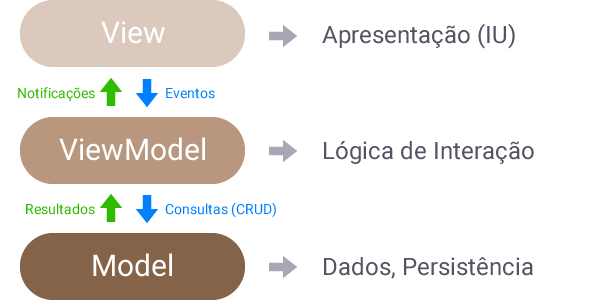 View
Apresentação (IU)
Notificações
Eventos
ViewModel
Lógica de Interação
Resultados
Consultas (CRUD)
Model
Dados, Persistência